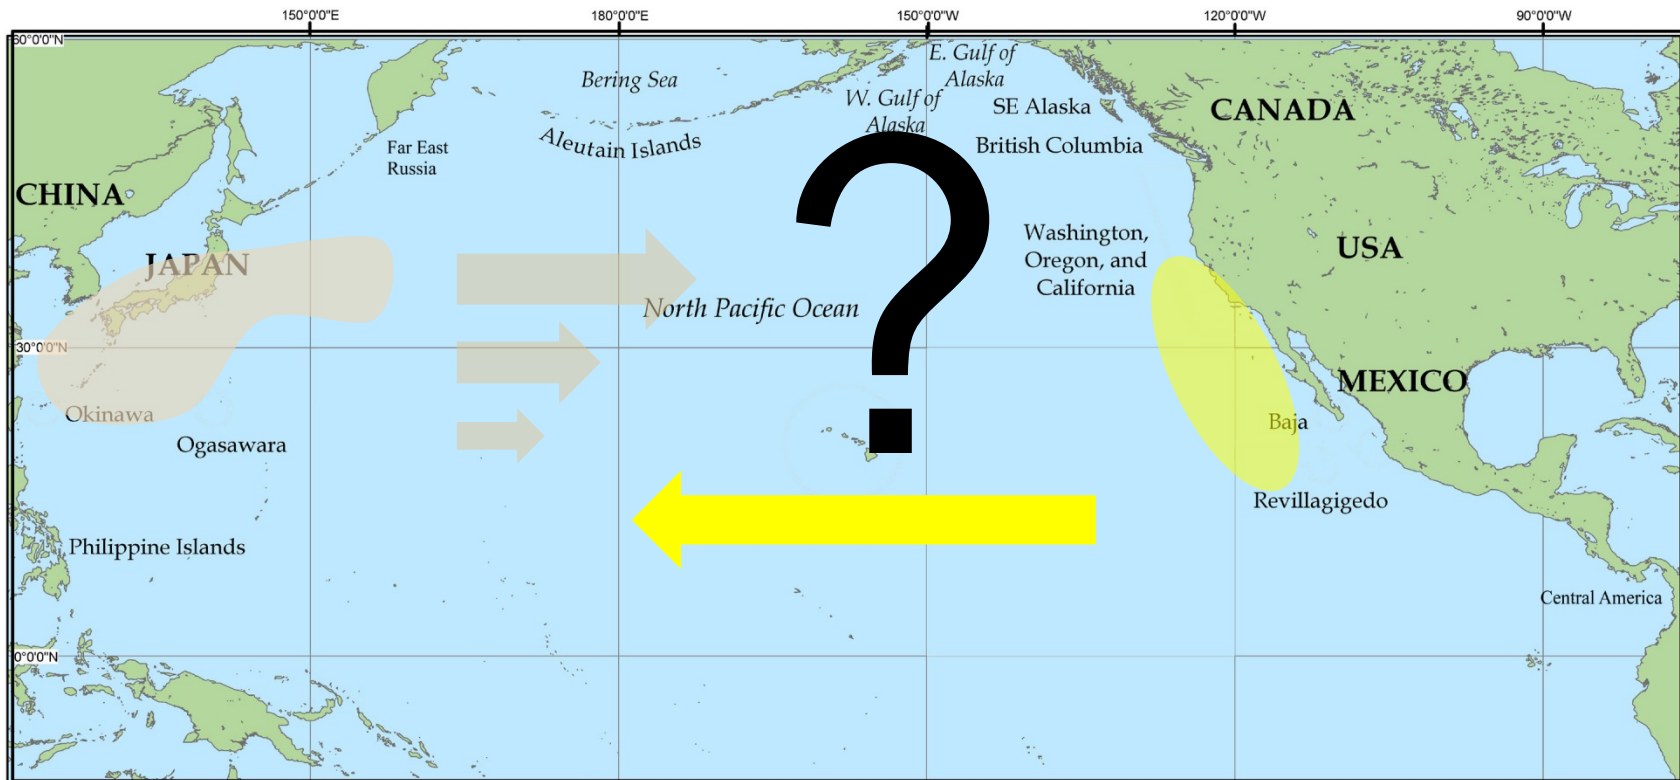 150°0'0"E
180°0'0"E
150°0'0"W
120°0'0"W
90°0'0"W
60°0'0"N
E. Gulf of
Alaska
Bering Sea
W. Gulf of
Alaska
SE Alaska
CANADA
Aleutain Islands
British Columbia
Far East
Russia
CHINA
Washington,
Oregon, and
California
USA
JAPAN
North Pacific Ocean
?
30°0'0"N
MEXICO
Okinawa
Baja
Ogasawara
Revillagigedo
Philippine Islands
Central America
0°0'0"N